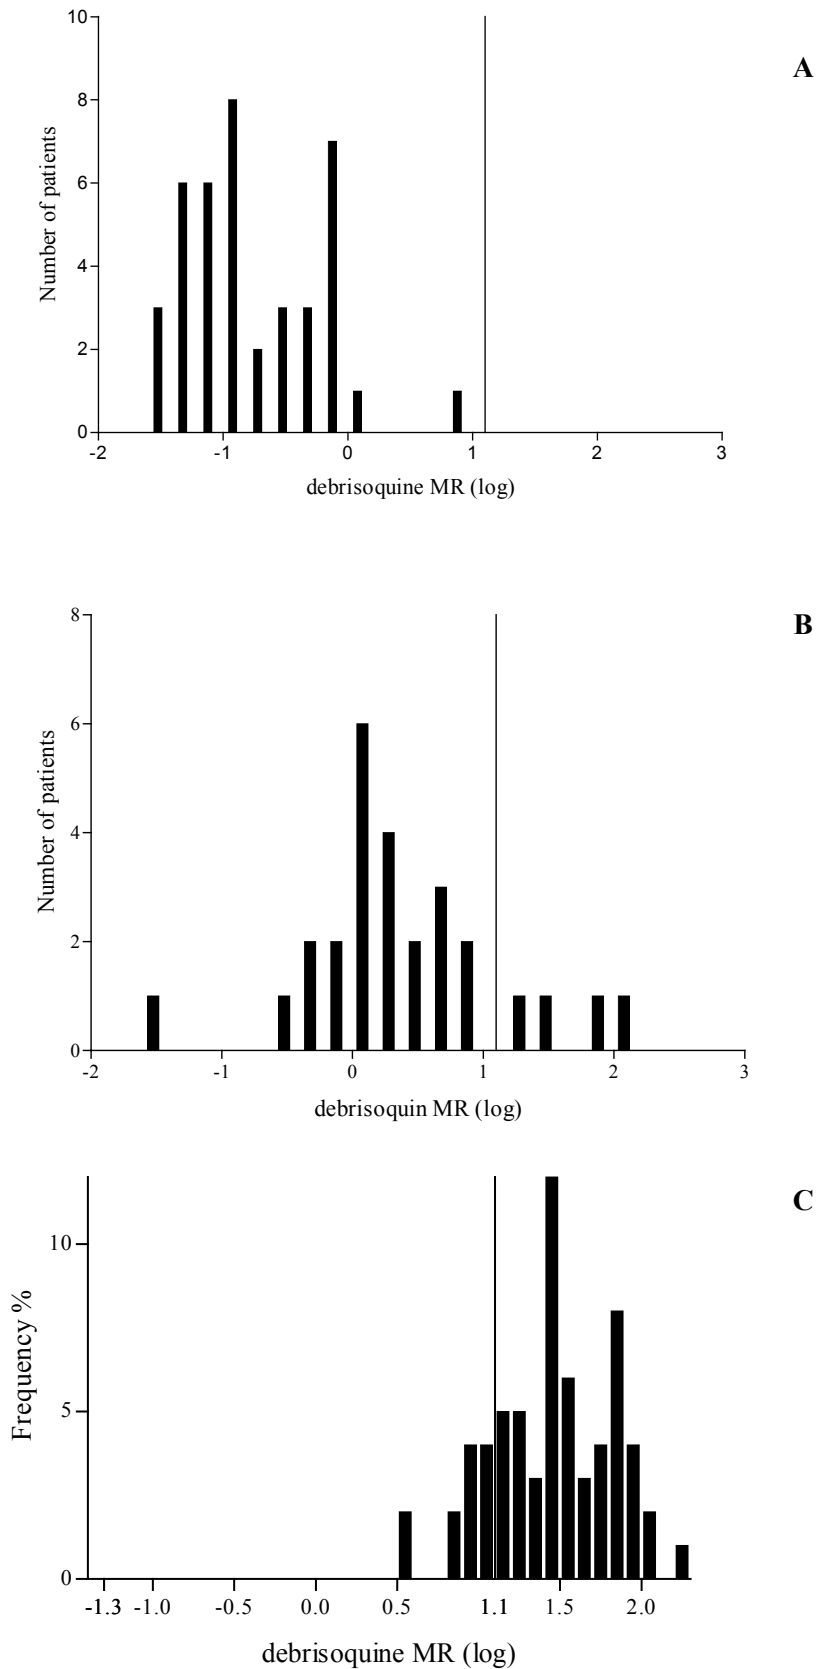 A
10
8
6
4
2
0
Number of patients
-2 -1 0 1 2 3
debrisoquine MR (log)
B
8
6
4
2
0
Number of patients
-2 -1 0 1 2 3
debrisoquin MR (log)
C
10
5
0
Frequency %
-1.3 -1.0 -0.5 0.0 0.5 1.1 1.5 2.0
debrisoquine MR (log)